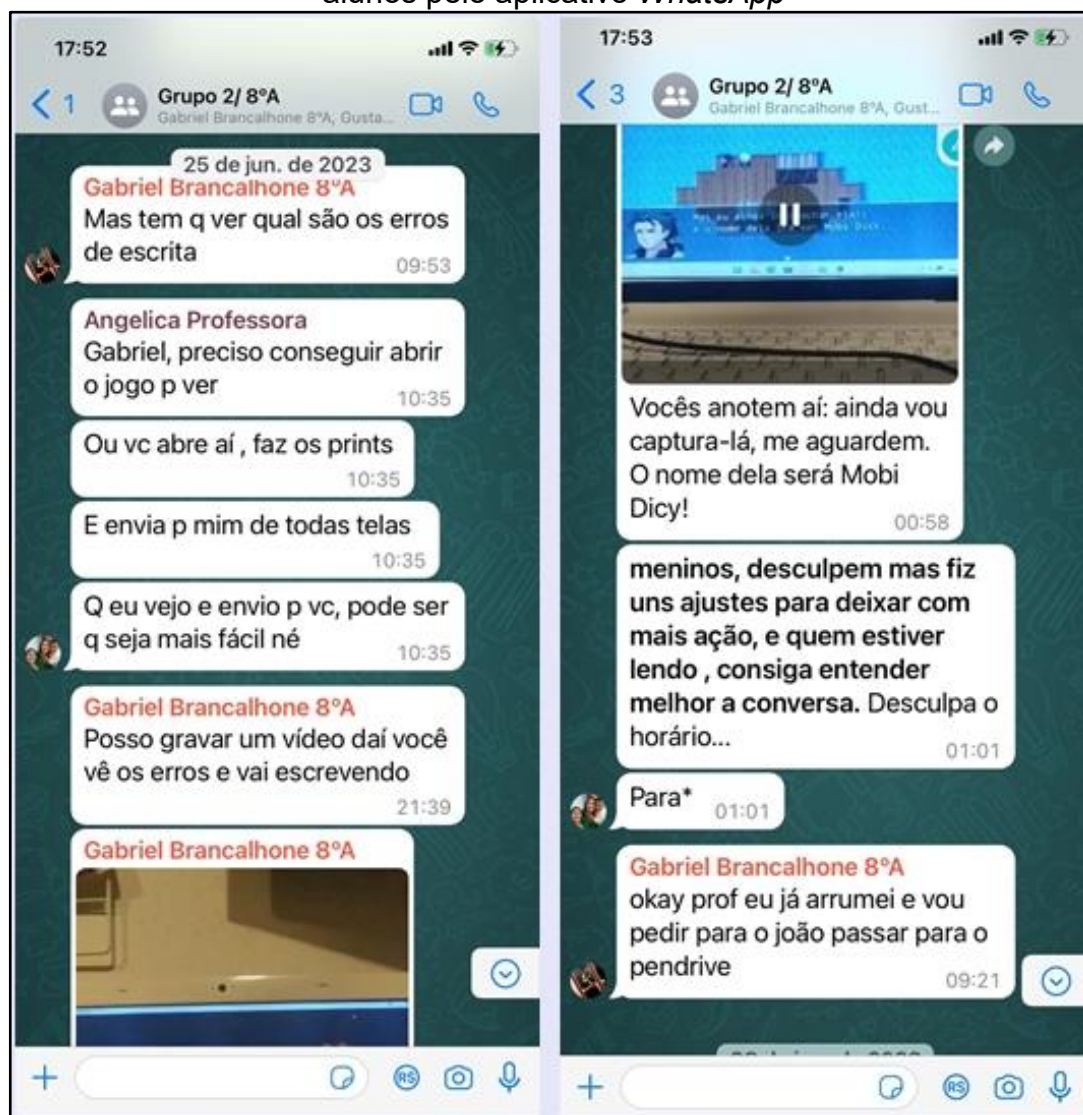 alunos pelo aplicativo WhatsApp
17:52
1
Grupo 2/ 8ºA
Gabriel Brancalhone 8ºA, Gusta...
25 de jun. de 2023
Gabriel Brancalhone 8ºA
Mas tem q ver qual são os erros
de escrita
09:53
Angelica Professora
Gabriel, preciso conseguir abrir
o jogo p ver
10:35
Ou vc abre aí , faz os prints
10:35
E envia p mim de todas telas
10:35
Q eu vejo e envio p vc, pode ser
q seja mais fácil né
10:35
Gabriel Brancalhone 8ºA
Posso gravar um vídeo daí você
vê os erros e vai escrevendo
21:39
Gabriel Brancalhone 8ºA
R$
17:53
3
Grupo 2/ 8ºA
Gabriel Brancalhone 8ºA, Gust...
Vocês anotem aí: ainda vou
captura-lá, me aguardem.
O nome dela será Mobi
Dicy!
00:58
meninos, desculpem mas fiz
uns ajustes para deixar com
mais ação, e quem estiver
lendo , consiga entender
melhor a conversa. Desculpa o
horário...
01:01
Para*
01:01
Gabriel Brancalhone 8ºA
okay prof eu já arrumei e vou
pedir para o joão passar para o
pendrive
09:21
R$